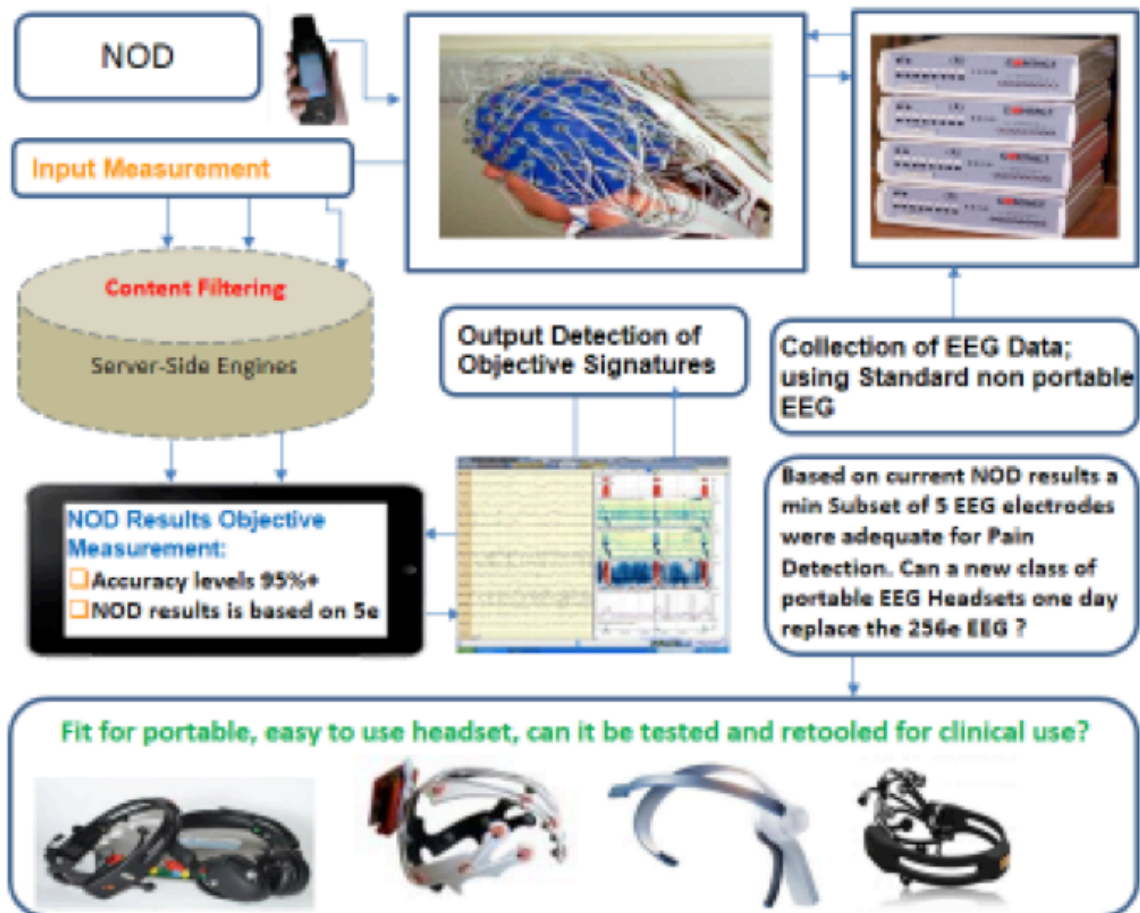 NOD
Input Measurement
Content Filtering
Server-Side Engines
Output Detection of
Objective Signatures
Collection of EEG Data;
using Standard non portable
EEG
NOD Results Objective
Measurement:
Accuracy levels 95%+
NOD results is based on 5e
Based on current NOD results a
min Subset of 5 EEG electrodes
were adequate for Pain
Detection. Can a new class of
portable EEG Headsets one day
replace the 256e EEG ?
Fit for portable, easy to use headset, can it be tested and retooled for clinical use?